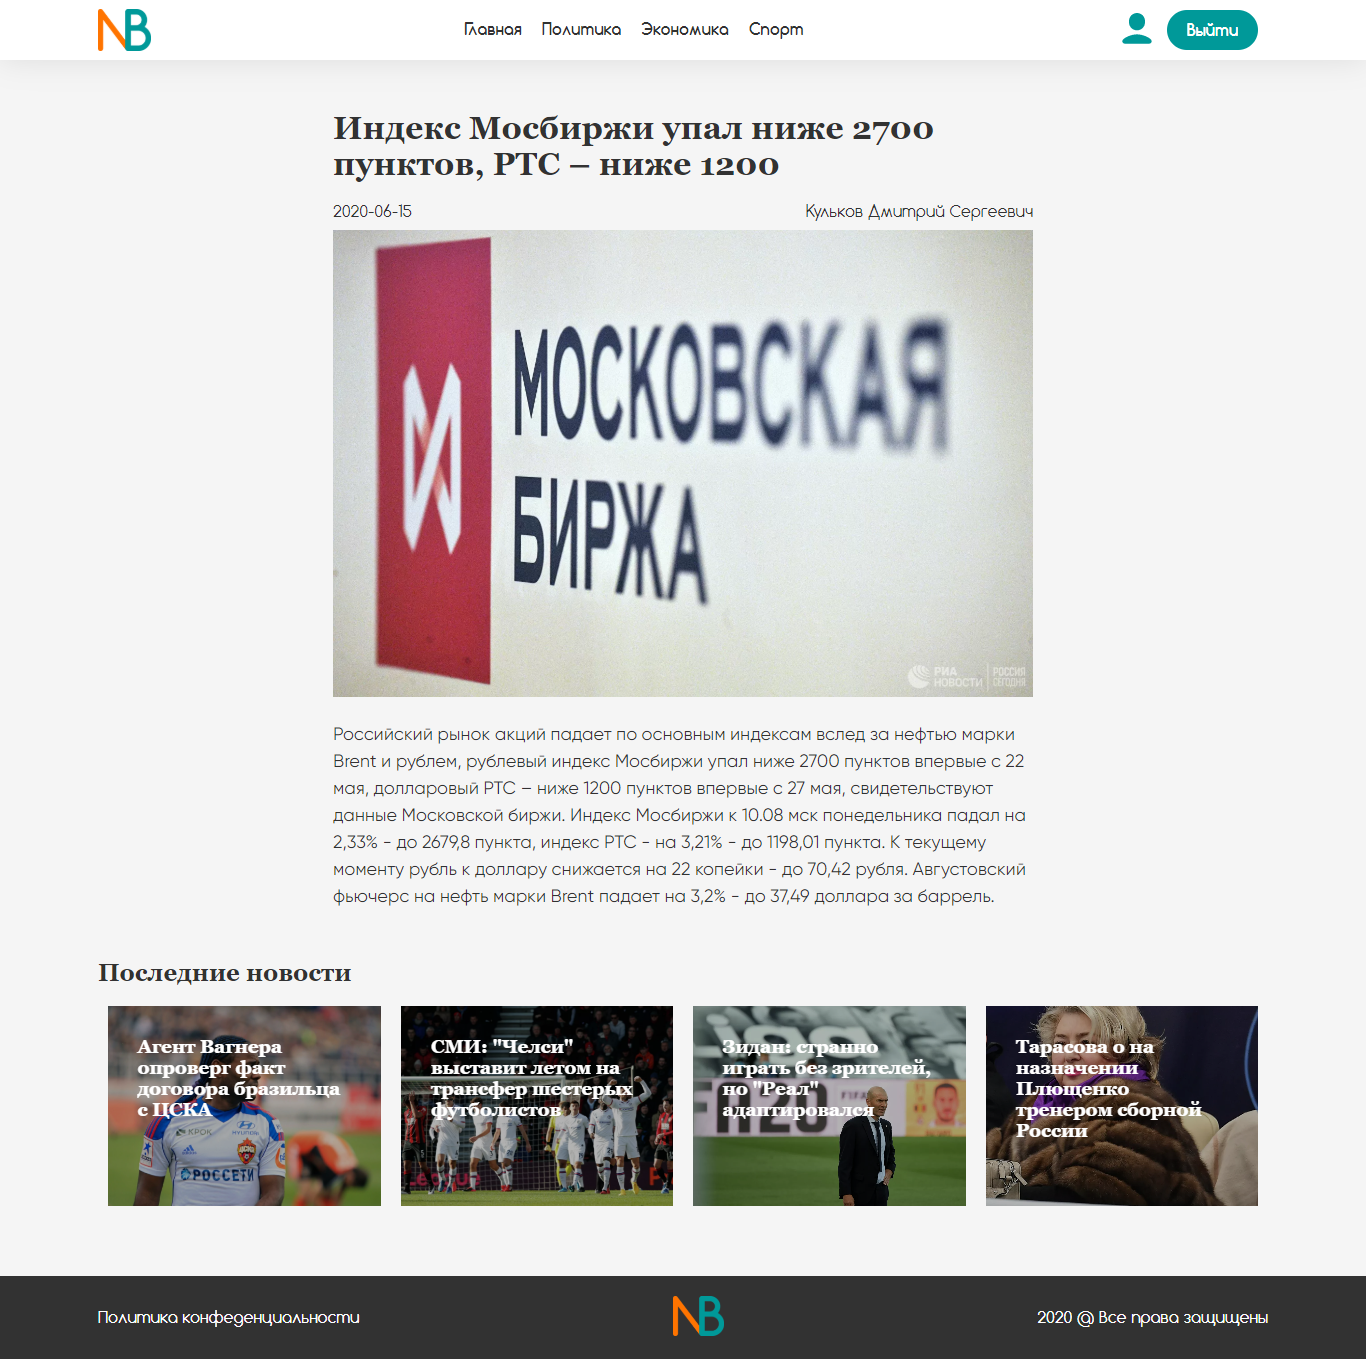 NB
Главная Политика Экономика Спорт
Выйти
Индекс Мосбиржи упал ниже 2700
пунктов, РТС – ниже 1200
2020-06-15
Кульков Дмитрий Сергеевич
МОСКОВСКАЯ
БИРЖА
РИА
НОВОСТИ
РОССИЯ
СЕГОДНЯ
Российский рынок акций падает по основным индексам вслед за нефтью марки
Brent и рублем, рублевый индекс Мосбиржи упал ниже 2700 пунктов впервые с 22
мая, долларовый РТС – ниже 1200 пунктов впервые с 27 мая, свидетельствуют
данные Московской биржи. Индекс Мосбиржи к 10.08 мск понедельника падал на
2,33% - до 2679,8 пункта, индекс РТС - на 3,21% - до 1198,01 пункта. К текущему
моменту рубль к доллару снижается на 22 копейки - до 70,42 рубля. Августовский
фьючерс на нефть марки Brent падает на 3,2% - до 37,49 доллара за баррель.
Последние новости
Агент Вагнера
опроверг факт
договора бразильца
с ЦСКА
КРОК
HYUNDAI
РОССЕТИ
СМИ: "Челси"
выставит летом на
трансфер шестерых
футболистов
Зидан: странно
играть без зрителей,
но "Реал"
адаптировался
FIFA
Тарасова о на
назначении
Плющенко
тренером сборной
России
Политика конфеденциальности
NB
2020 @ Все права защищены